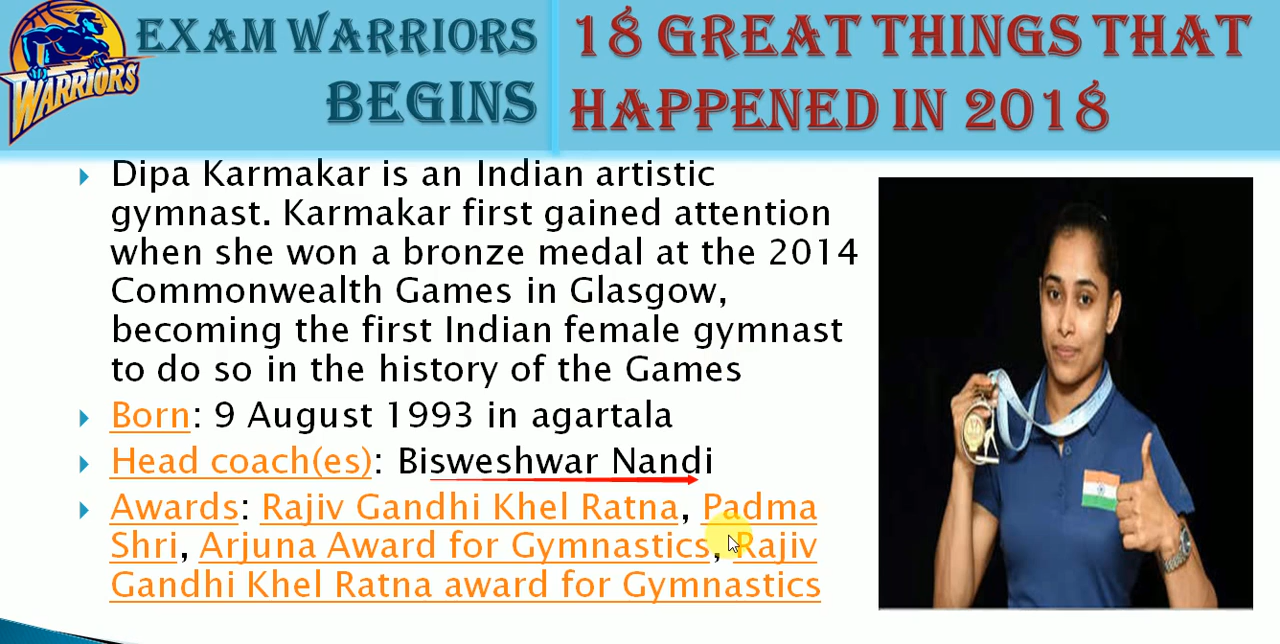 WARRIORS
EXAM WARRIORS
BEGINS
18 GREAT THINGS THAT
HAPPENED IN 2018
Dipa Karmakar is an Indian artistic
gymnast. Karmakar first gained attention
when she won a bronze medal at the 2014
Commonwealth Games in Glasgow,
becoming the first Indian female gymnast
to do so in the history of the Games
Born: 9 August 1993 in agartala
Head coach(es): Bisweshwar Nandi
Awards: Rajiv Gandhi Khel Ratna, Padma
Shri, Arjuna Award for Gymnastics, Rajiv
Gandhi Khel Ratna award for Gymnastics